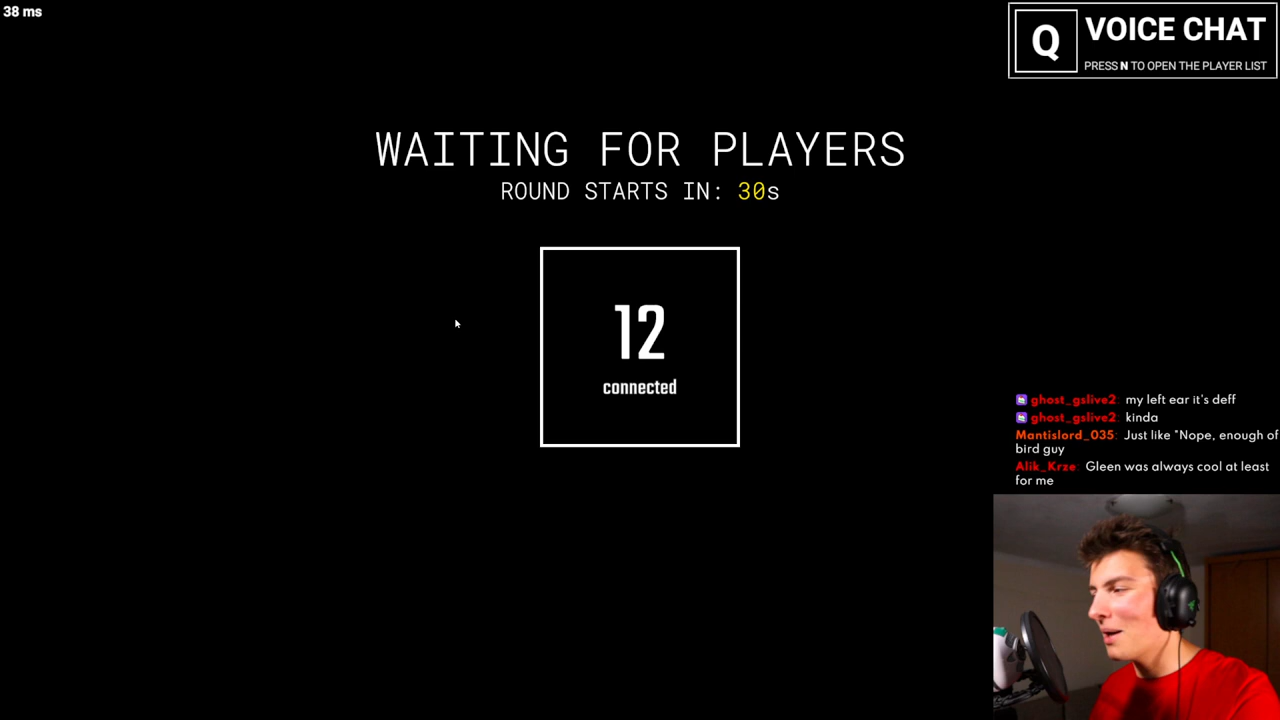 38 ms
Q
VOICE CHAT
PRESS N TO OPEN THE PLAYER LIST
WAITING FOR PLAYERS
ROUND STARTS IN: 30s
12
connected
ghost_gslive2: my left ear it's deff
ghost_gslive2: kinda
Mantislord_035: Just like "Nope, enough of
bird guy
Alik_Krze: Gleen was always cool at least
for me